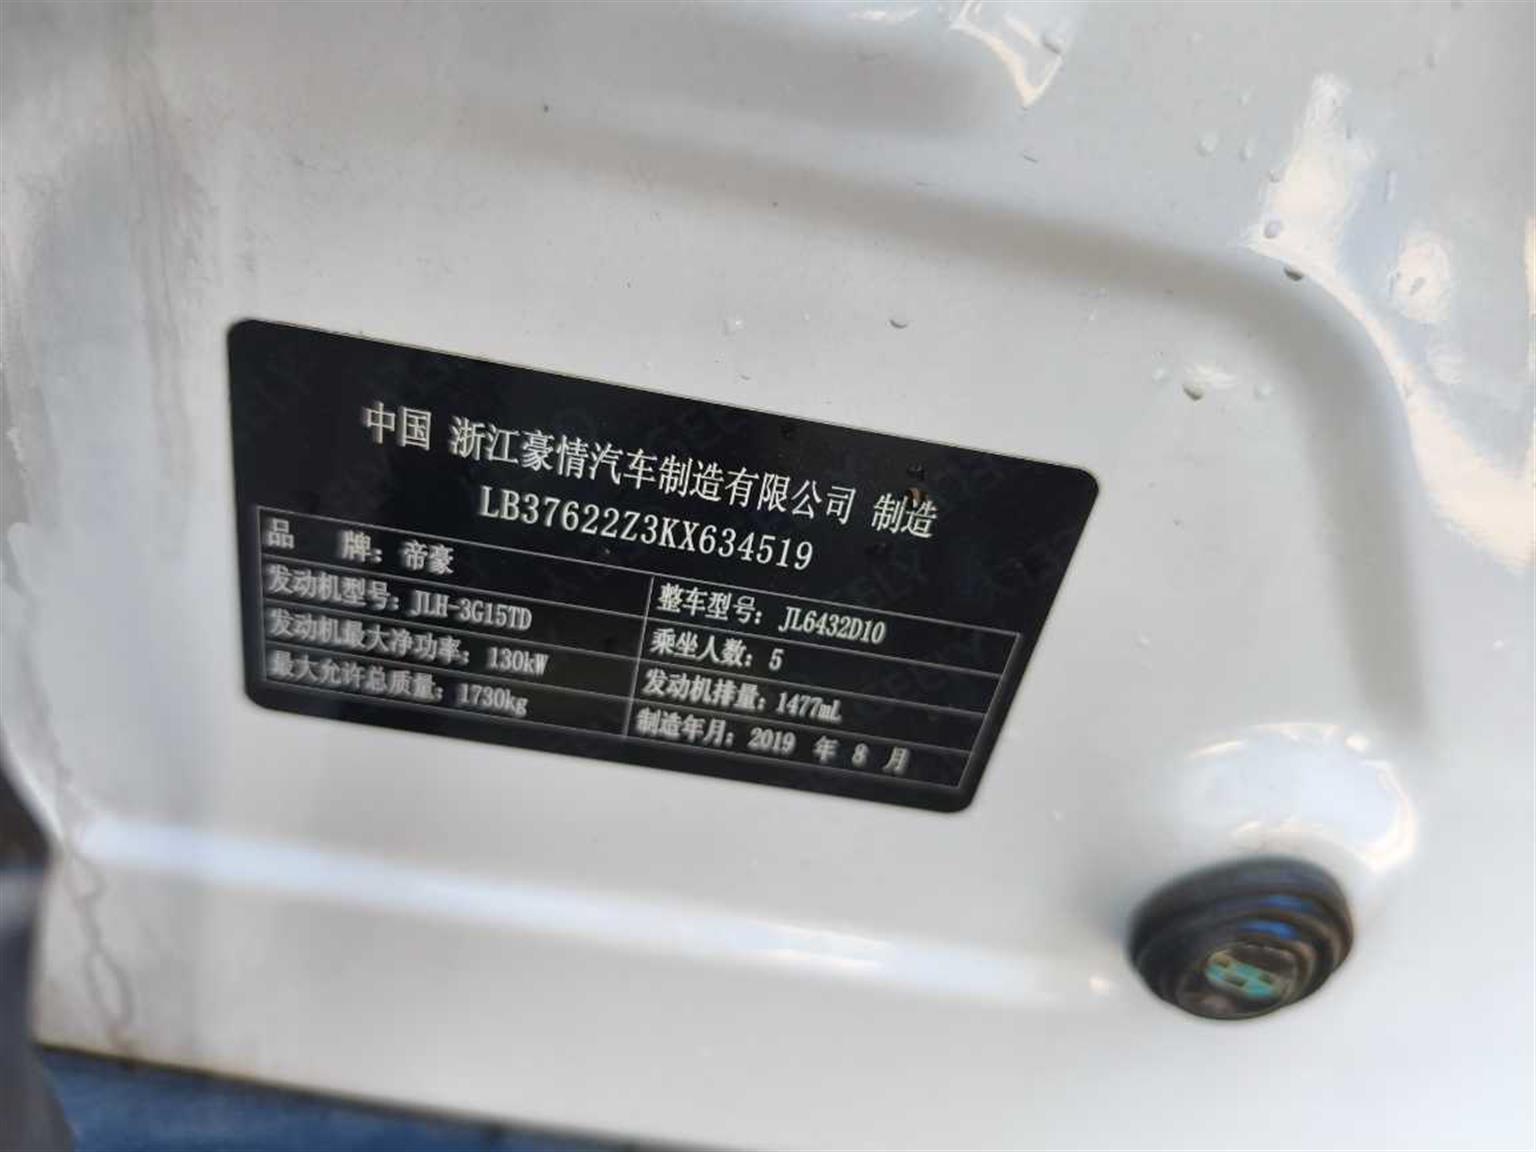 中国 浙江豪情汽车制造有限公司 制造
LB37622Z3KX634519
品 牌：帝豪
整车型号：JL6432D10
发动机型号：JLH-3G15TD
乘坐人数：5
发动机最大净功率：130kW
发动机排量：1477mL
最大允许总质量：1730kg
制造年月：2019 年 8 月